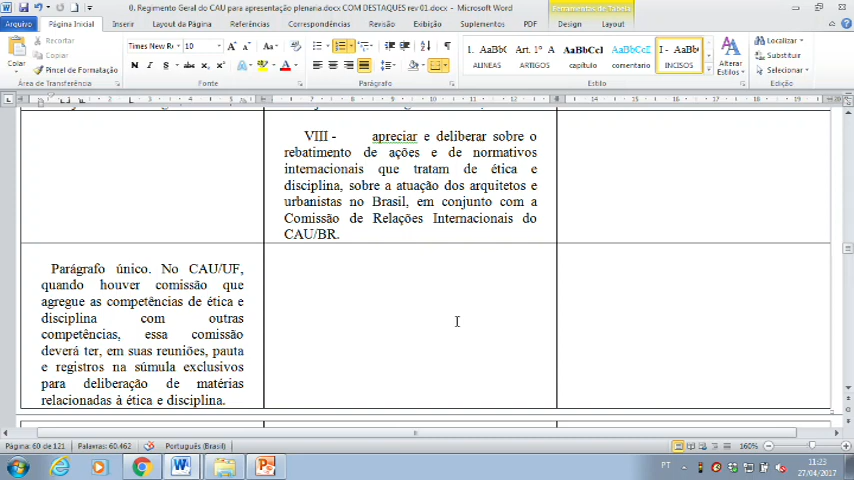 0. Regimento Geral do CAU para apresentação plenaria.docx COM DESTAQUES rev 01.docx - Microsoft Word
Ferramentas de Tabela
Arquivo Página Inicial Inserir Layout da Página Referências Correspondências Revisão Exibição Suplementos PDF Design Layout
Recortar
Copiar
Pincel de Formatação
Colar
Times New Ro 10
N I S
1. AaBbC Art. 1º A AaBbCcI AaBbCcE I - AaBb
ALINEAS ARTIGOS capítulo comentario INCISOS
Alterar Estilos
Localizar
Substituir
Selecionar
Área de Transferência Fonte Parágrafo Estilo Edição
VIII - apreciar e deliberar sobre o
rebatimento de ações e de normativos
internacionais que tratam de ética e
disciplina, sobre a atuação dos arquitetos e
urbanistas no Brasil, em conjunto com a
Comissão de Relações Internacionais do
CAU/BR.
Parágrafo único. No CAU/UF,
quando houver comissão que
agregue as competências de ética e
disciplina com outras
competências, essa comissão
deverá ter, em suas reuniões, pauta
e registros na súmula exclusivos
para deliberação de matérias
relacionadas à ética e disciplina.
Página: 60 de 121 Palavras: 60.462 Português (Brasil) 160%
PT 11:23
27/04/2017